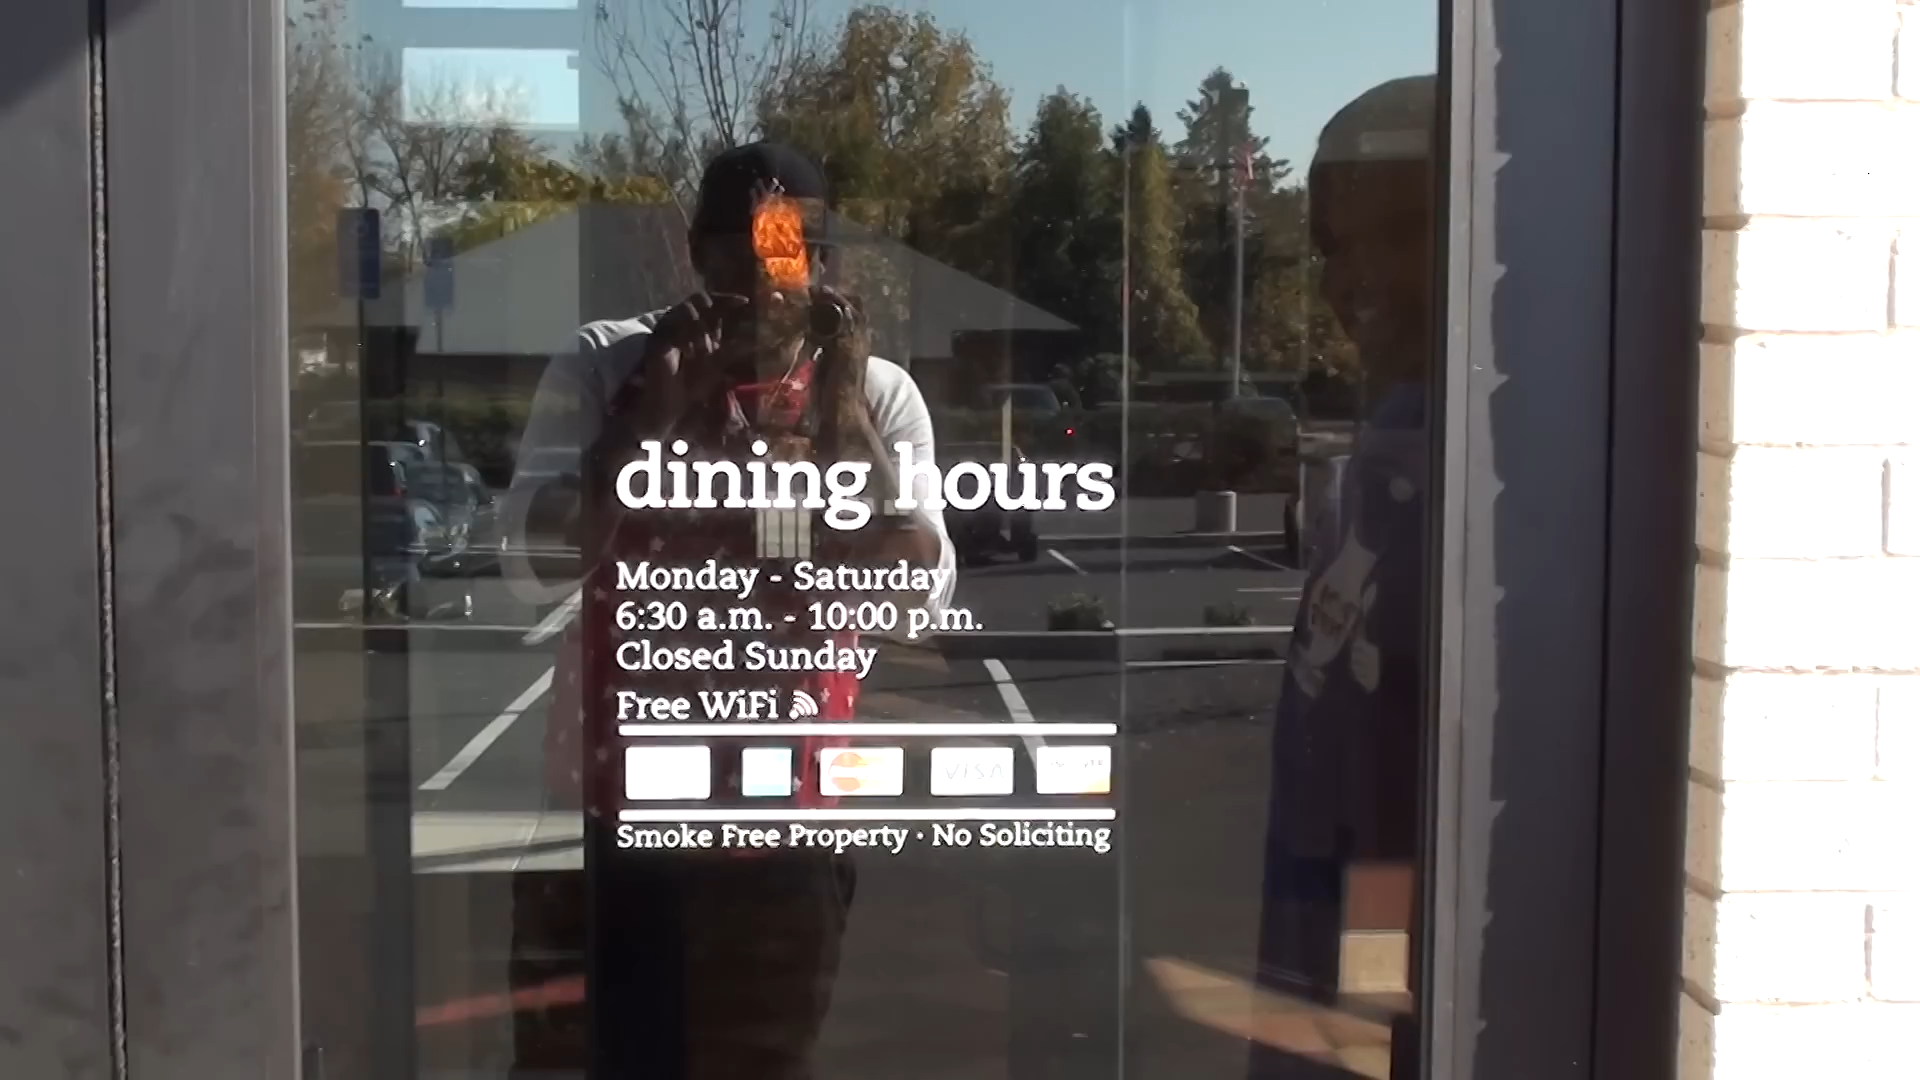 dining hours
Monday - Saturday
6:30 a.m. - 10:00 p.m.
Closed Sunday
Free WiFi
VISA
Smoke Free Property · No Soliciting